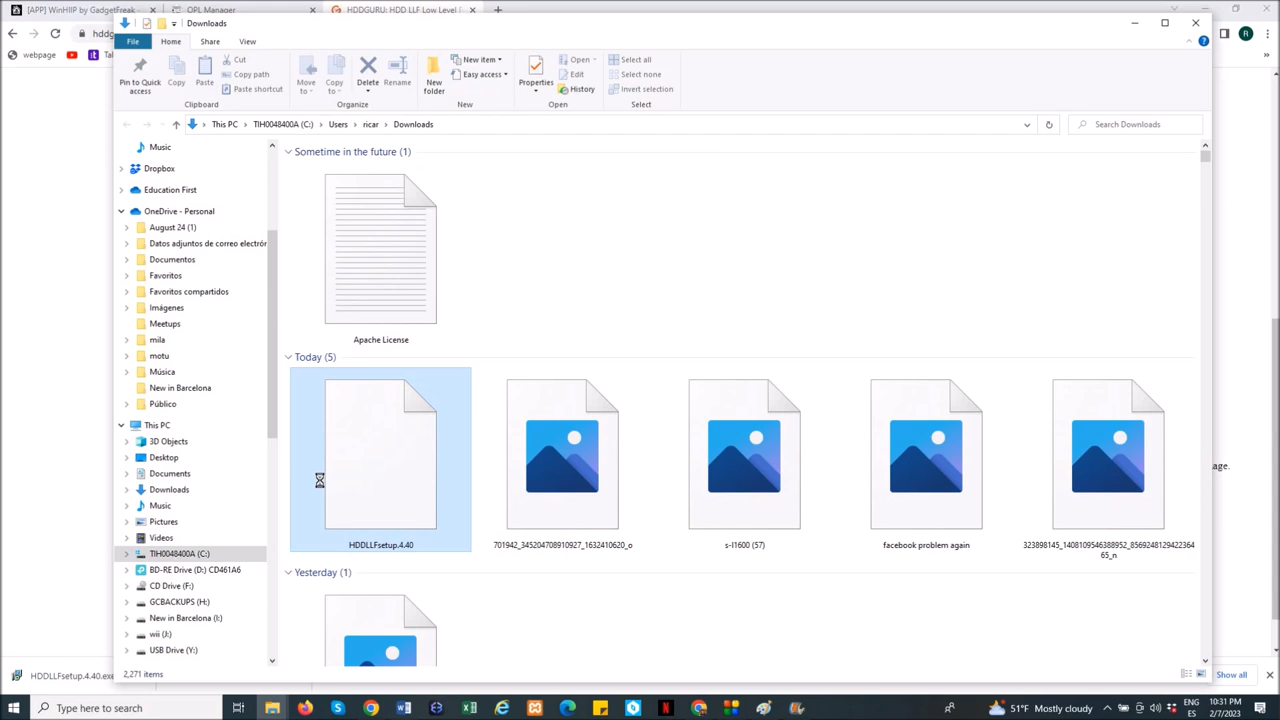 [APP] WinHIIP by GadgetFreak
OPL Manager
HDDGURU: HDD LLF Low Level
Downloads
hddg
R
webpage
File
Home
Share
View
Pin to Quick access
Copy
Paste
Cut
Copy path
Paste shortcut
Move to
Copy to
Delete
Rename
New folder
New item
Easy access
Properties
Open
Edit
History
Select all
Select none
Invert selection
Clipboard
Organize
New
Open
Select
This PC > TIH0048400A (C:) > Users > ricar > Downloads
Search Downloads
Music
Dropbox
Education First
OneDrive - Personal
August 24 (1)
Datos adjuntos de correo electrón
Documentos
Favoritos
Favoritos compartidos
Imágenes
Meetups
mila
motu
Música
New in Barcelona
Público
This PC
3D Objects
Desktop
Documents
Downloads
Music
Pictures
Videos
TIH0048400A (C:)
BD-RE Drive (D:) CD461A6
CD Drive (F:)
GCBACKUPS (H:)
New in Barcelona (I:)
wii (J:)
USB Drive (Y:)
Sometime in the future (1)
Apache License
Today (5)
HDDLLFsetup.4.40
701942_345204708910927_1632410620_o
s-l1600 (57)
facebook problem again
323898145_1408109546388952_8569248129422364
65_n
Yesterday (1)
age.
2,271 items
HDDLLFsetup.4.40.exe
Show all
Type here to search
51°F Mostly cloudy
ENG
ES
10:31 PM
2/7/2023